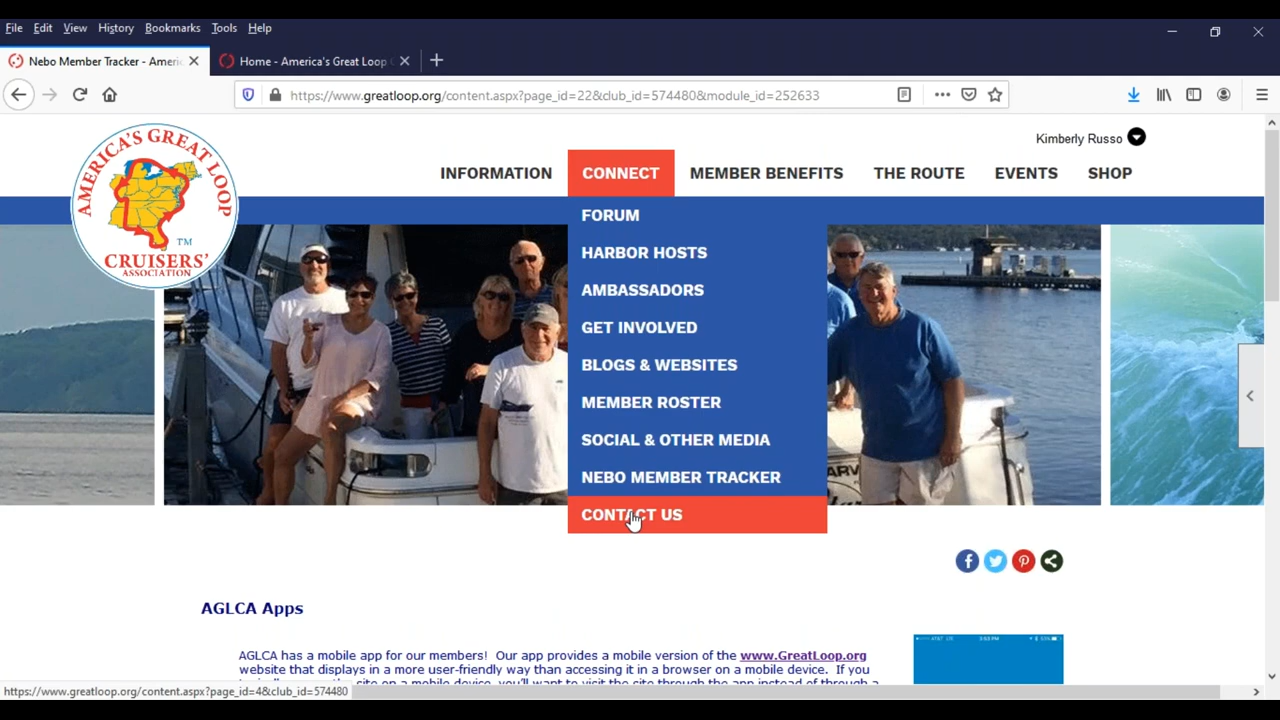 File Edit View History Bookmarks Tools Help
Nebo Member Tracker - Americ
Home - America's Great Loop
https://www.greatloop.org/content.aspx?page_id=22&club_id=574480&module_id=252633
Kimberly Russo
AMERICA'S GREAT LOOP
TM
CRUISERS'
ASSOCIATION
INFORMATION CONNECT MEMBER BENEFITS THE ROUTE EVENTS SHOP
FORUM
HARBOR HOSTS
AMBASSADORS
GET INVOLVED
BLOGS & WEBSITES
MEMBER ROSTER
SOCIAL & OTHER MEDIA
NEBO MEMBER TRACKER
CONTACT US
AGLCA Apps
AGLCA has a mobile app for our members! Our app provides a mobile version of the www.GreatLoop.org
website that displays in a more user-friendly way than accessing it in a browser on a mobile device. If you
https://www.greatloop.org/content.aspx?page_id=4&club_id=574480